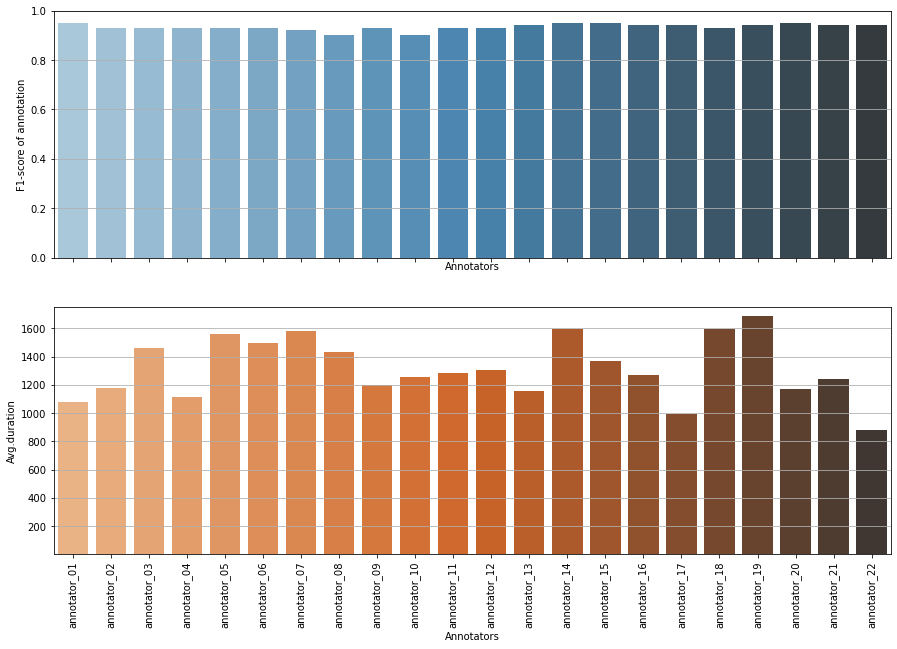 F1-score of annotation
1.0
0.8
0.6
0.4
0.2
0.0
Annotators
Avg.duration
1600
1400
1200
1000
800
600
400
200
annotator_01
annotator_02
annotator_03
annotator_04
annotator_05
annotator_06
annotator_07
annotator_08
annotator_09
annotator_10
annotator_11
annotator_12
annotator_13
annotator_14
annotator_15
annotator_16
annotator_17
annotator_18
annotator_19
annotator_20
annotator_21
annotator_22
Annotators